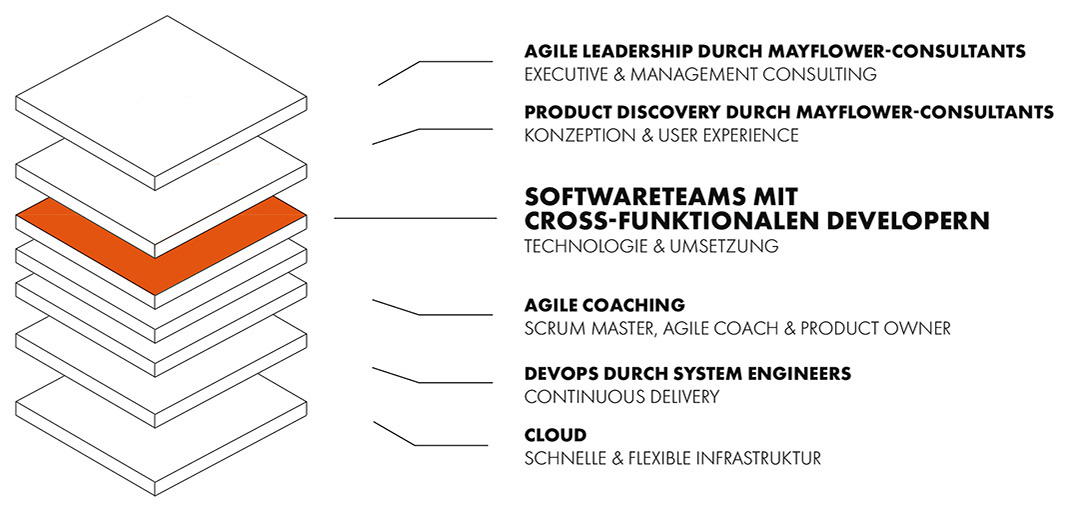 AGILE LEADERSHIP DURCH MAYFLOWER-CONSULTANTS
EXECUTIVE & MANAGEMENT CONSULTING
PRODUCT DISCOVERY DURCH MAYFLOWER-CONSULTANTS
KONZEPTION & USER EXPERIENCE
SOFTWARETEAMS MIT
CROSS-FUNKTIONALEN DEVELOPERN
TECHNOLOGIE & UMSETZUNG
AGILE COACHING
SCRUM MASTER, AGILE COACH & PRODUCT OWNER
DEVOPS DURCH SYSTEM ENGINEERS
CONTINUOUS DELIVERY
CLOUD
SCHNELLE & FLEXIBLE INFRASTRUKTUR